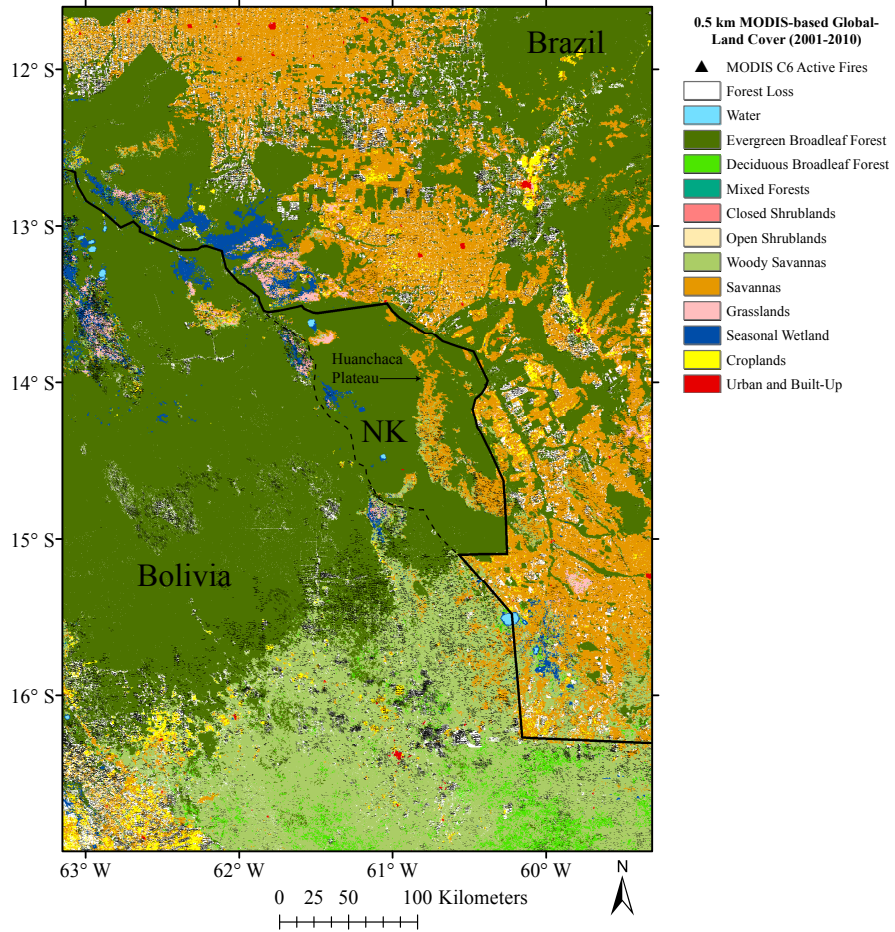 Brazil
Huanchaca
Plateau
NK
Bolivia
12° S
13° S
14° S
15° S
16° S
63° W
62° W
61° W
60° W
0 25 50 100 Kilometers
N
0.5 km MODIS-based Global-
Land Cover (2001-2010)
MODIS C6 Active Fires
Forest Loss
Water
Evergreen Broadleaf Forest
Deciduous Broadleaf Forest
Mixed Forests
Closed Shrublands
Open Shrublands
Woody Savannas
Savannas
Grasslands
Seasonal Wetland
Croplands
Urban and Built-Up